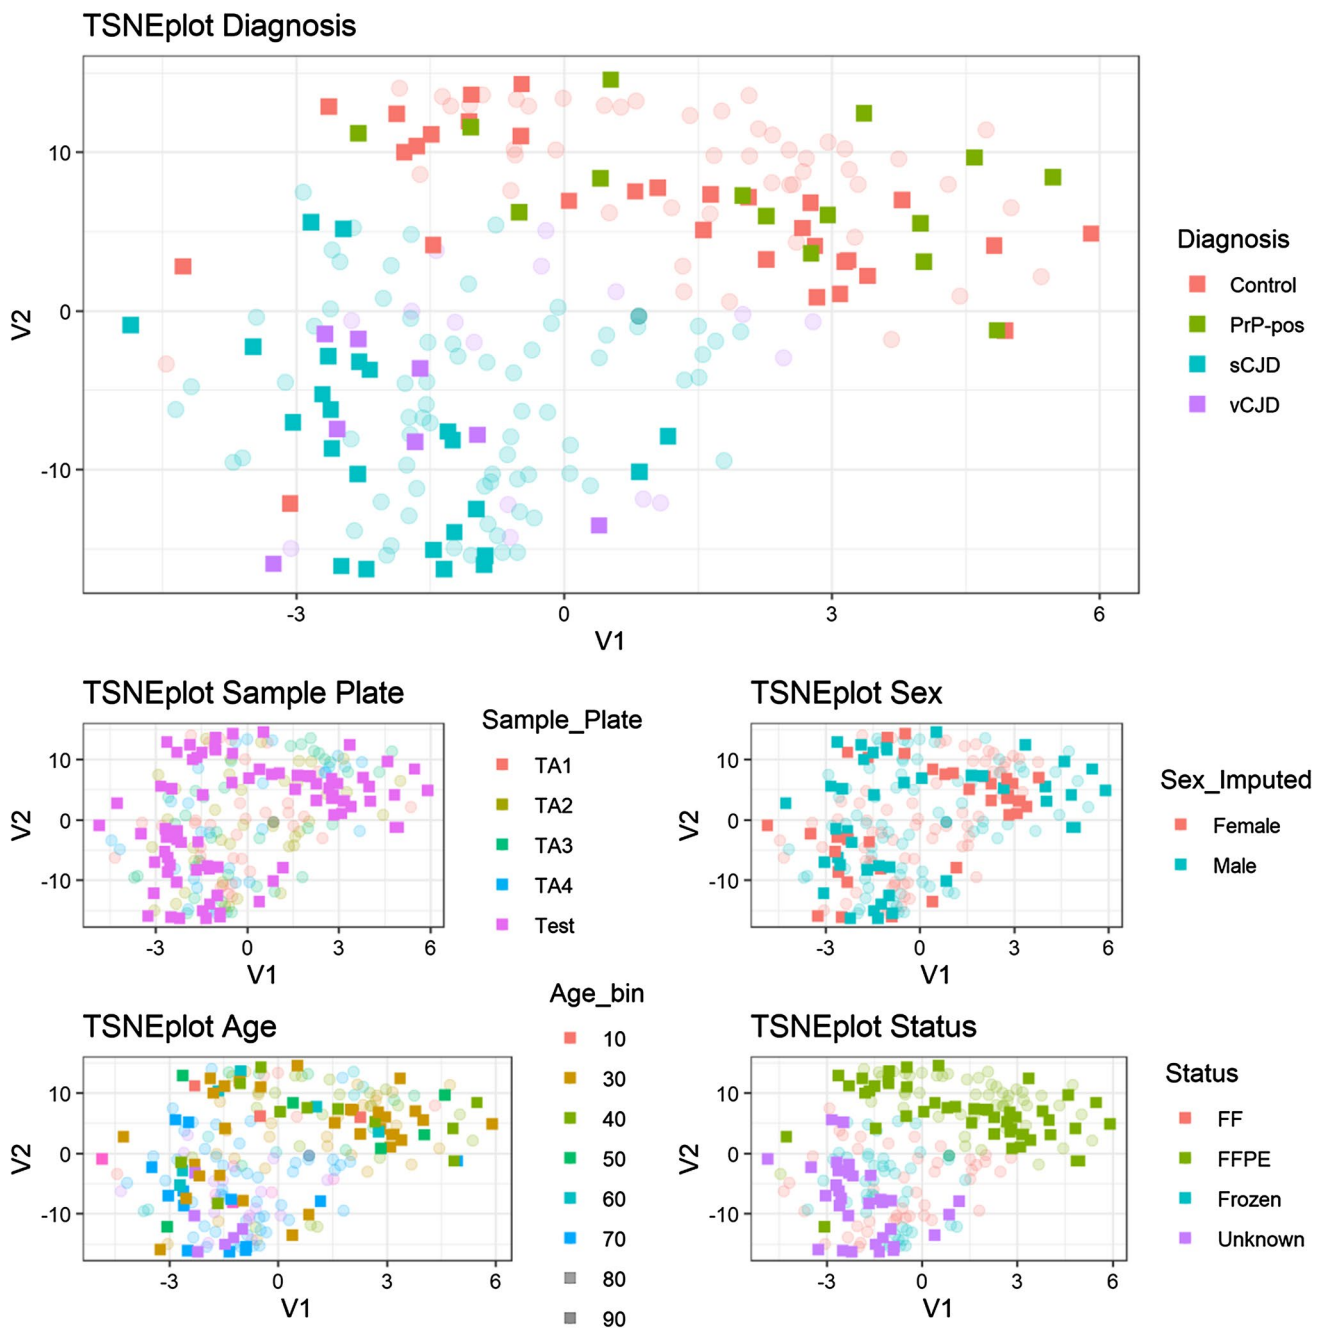 TSNEplot Diagnosis
10
0
-10
V2
-3 0 3 6
V1
Diagnosis
Control
PrP-pos
sCJD
vCJD
TSNEplot Sample Plate
10
0
-10
V2
-3 0 3 6
V1
Sample_Plate
TA1
TA2
TA3
TA4
Test
TSNEplot Sex
10
0
-10
V2
-3 0 3 6
V1
Sex_Imputed
Female
Male
TSNEplot Age
10
0
-10
V2
-3 0 3 6
V1
Age_bin
10
30
40
50
60
70
80
90
TSNEplot Status
10
0
-10
V2
-3 0 3 6
V1
Status
FF
FFPE
Frozen
Unknown